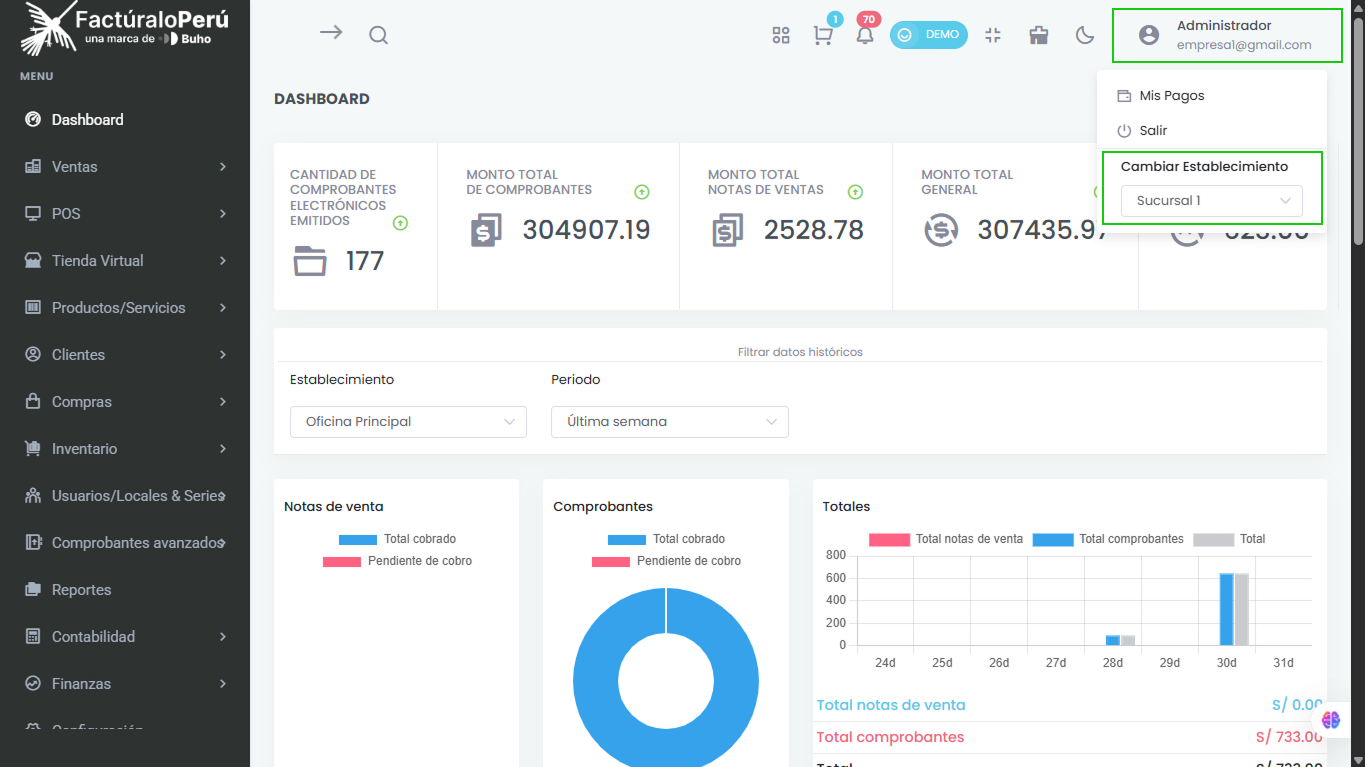 FactúraloPerú
una marca de Buho
MENU
Dashboard
Ventas
POS
Tienda Virtual
Productos/Servicios
Clientes
Compras
Inventario
Usuarios/Locales & Series
Comprobantes avanzados
Reportes
Contabilidad
Finanzas
Configuración
1
70
DEMO
Administrador
empresa1@gmail.com
Mis Pagos
Salir
Cambiar Establecimiento
Sucursal 1
DASHBOARD
CANTIDAD DE
COMPROBANTES
ELECTRÓNICOS
EMITIDOS
177
MONTO TOTAL
DE COMPROBANTES
304907.19
MONTO TOTAL
NOTAS DE VENTAS
2528.78
MONTO TOTAL
GENERAL
307435.97
Filtrar datos históricos
Establecimiento
Periodo
Oficina Principal
Última semana
Notas de venta
Total cobrado
Pendiente de cobro
Comprobantes
Total cobrado
Pendiente de cobro
Totales
Total notas de venta
Total comprobantes
Total
800
600
400
200
0
24d
25d
26d
27d
28d
29d
30d
31d
Total notas de venta
S/ 0.00
Total comprobantes
S/ 733.00
Total
S/ 733.00